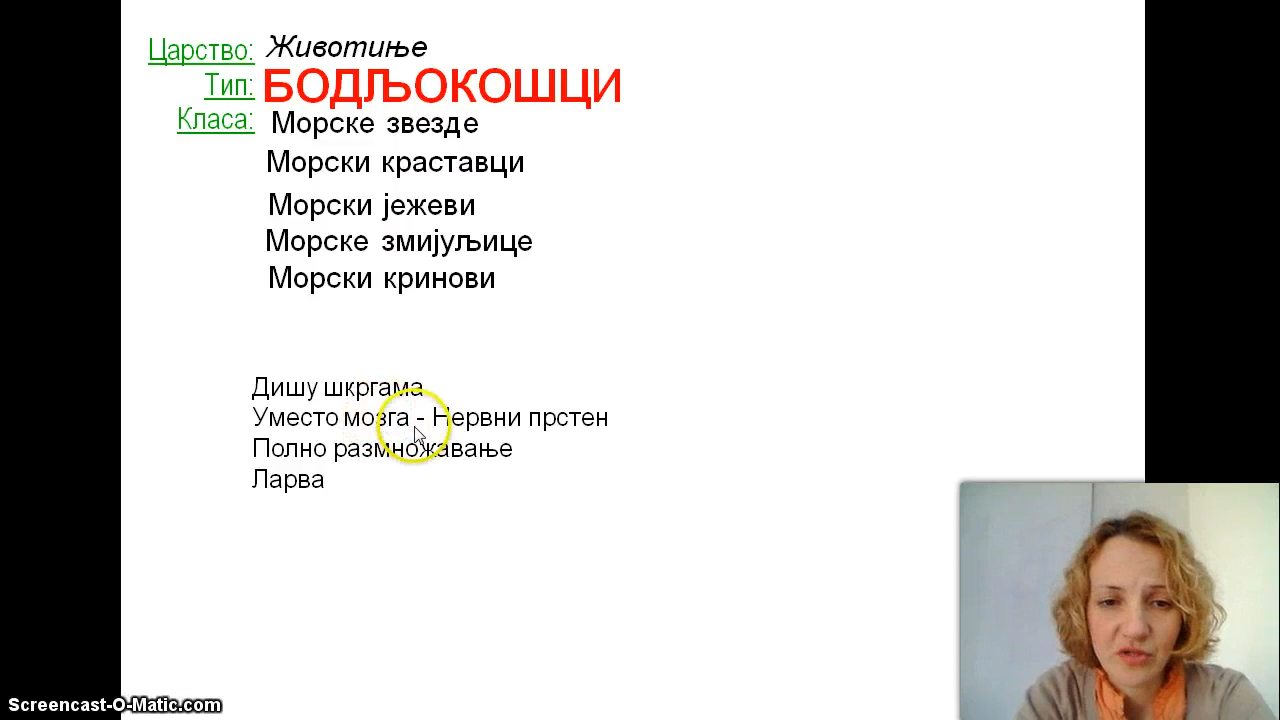 Царство: Животиње
Тип: БОДЉОКОШЦИ
Класа: Морске звезде
Морски краставци
Морски јежеви
Морске змијуљице
Морски кринови
Дишу шкргама
Уместо мозга - Нервни прстен
Полно размножавање
Ларва
Screencast-O-Matic.com